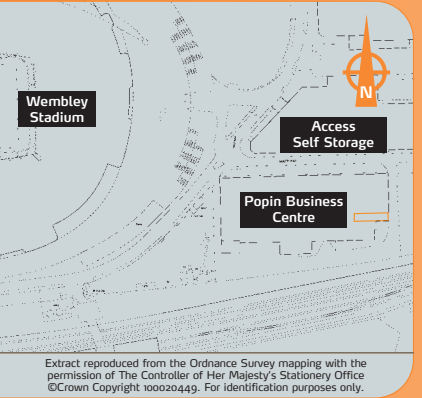 N
Wembley
Stadium
Access
Self Storage
Popin Business
Centre
Extract reproduced from the Ordnance Survey mapping with the
permission of The Controller of Her Majesty's Stationery Office
©Crown Copyright 100020449. For identification purposes only.